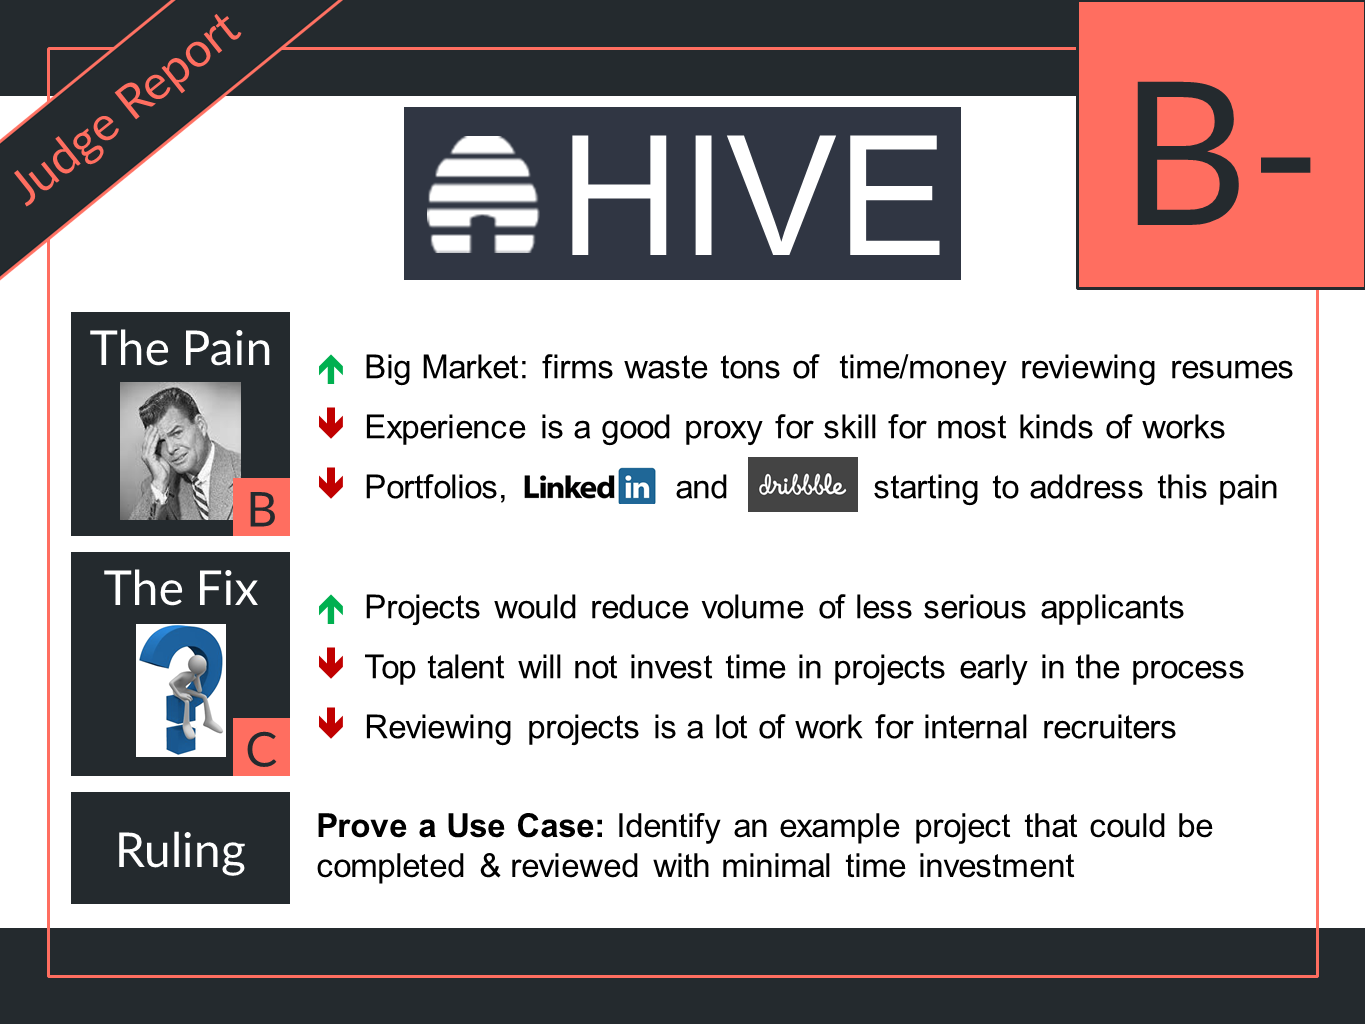 Judge Report
B-
HIVE
The Pain
B
Big Market: firms waste tons of time/money reviewing resumes
Experience is a good proxy for skill for most kinds of works
Portfolios, Linked in and dribbble starting to address this pain
The Fix
C
Projects would reduce volume of less serious applicants
Top talent will not invest time in projects early in the process
Reviewing projects is a lot of work for internal recruiters
Ruling
Prove a Use Case: Identify an example project that could be
completed & reviewed with minimal time investment